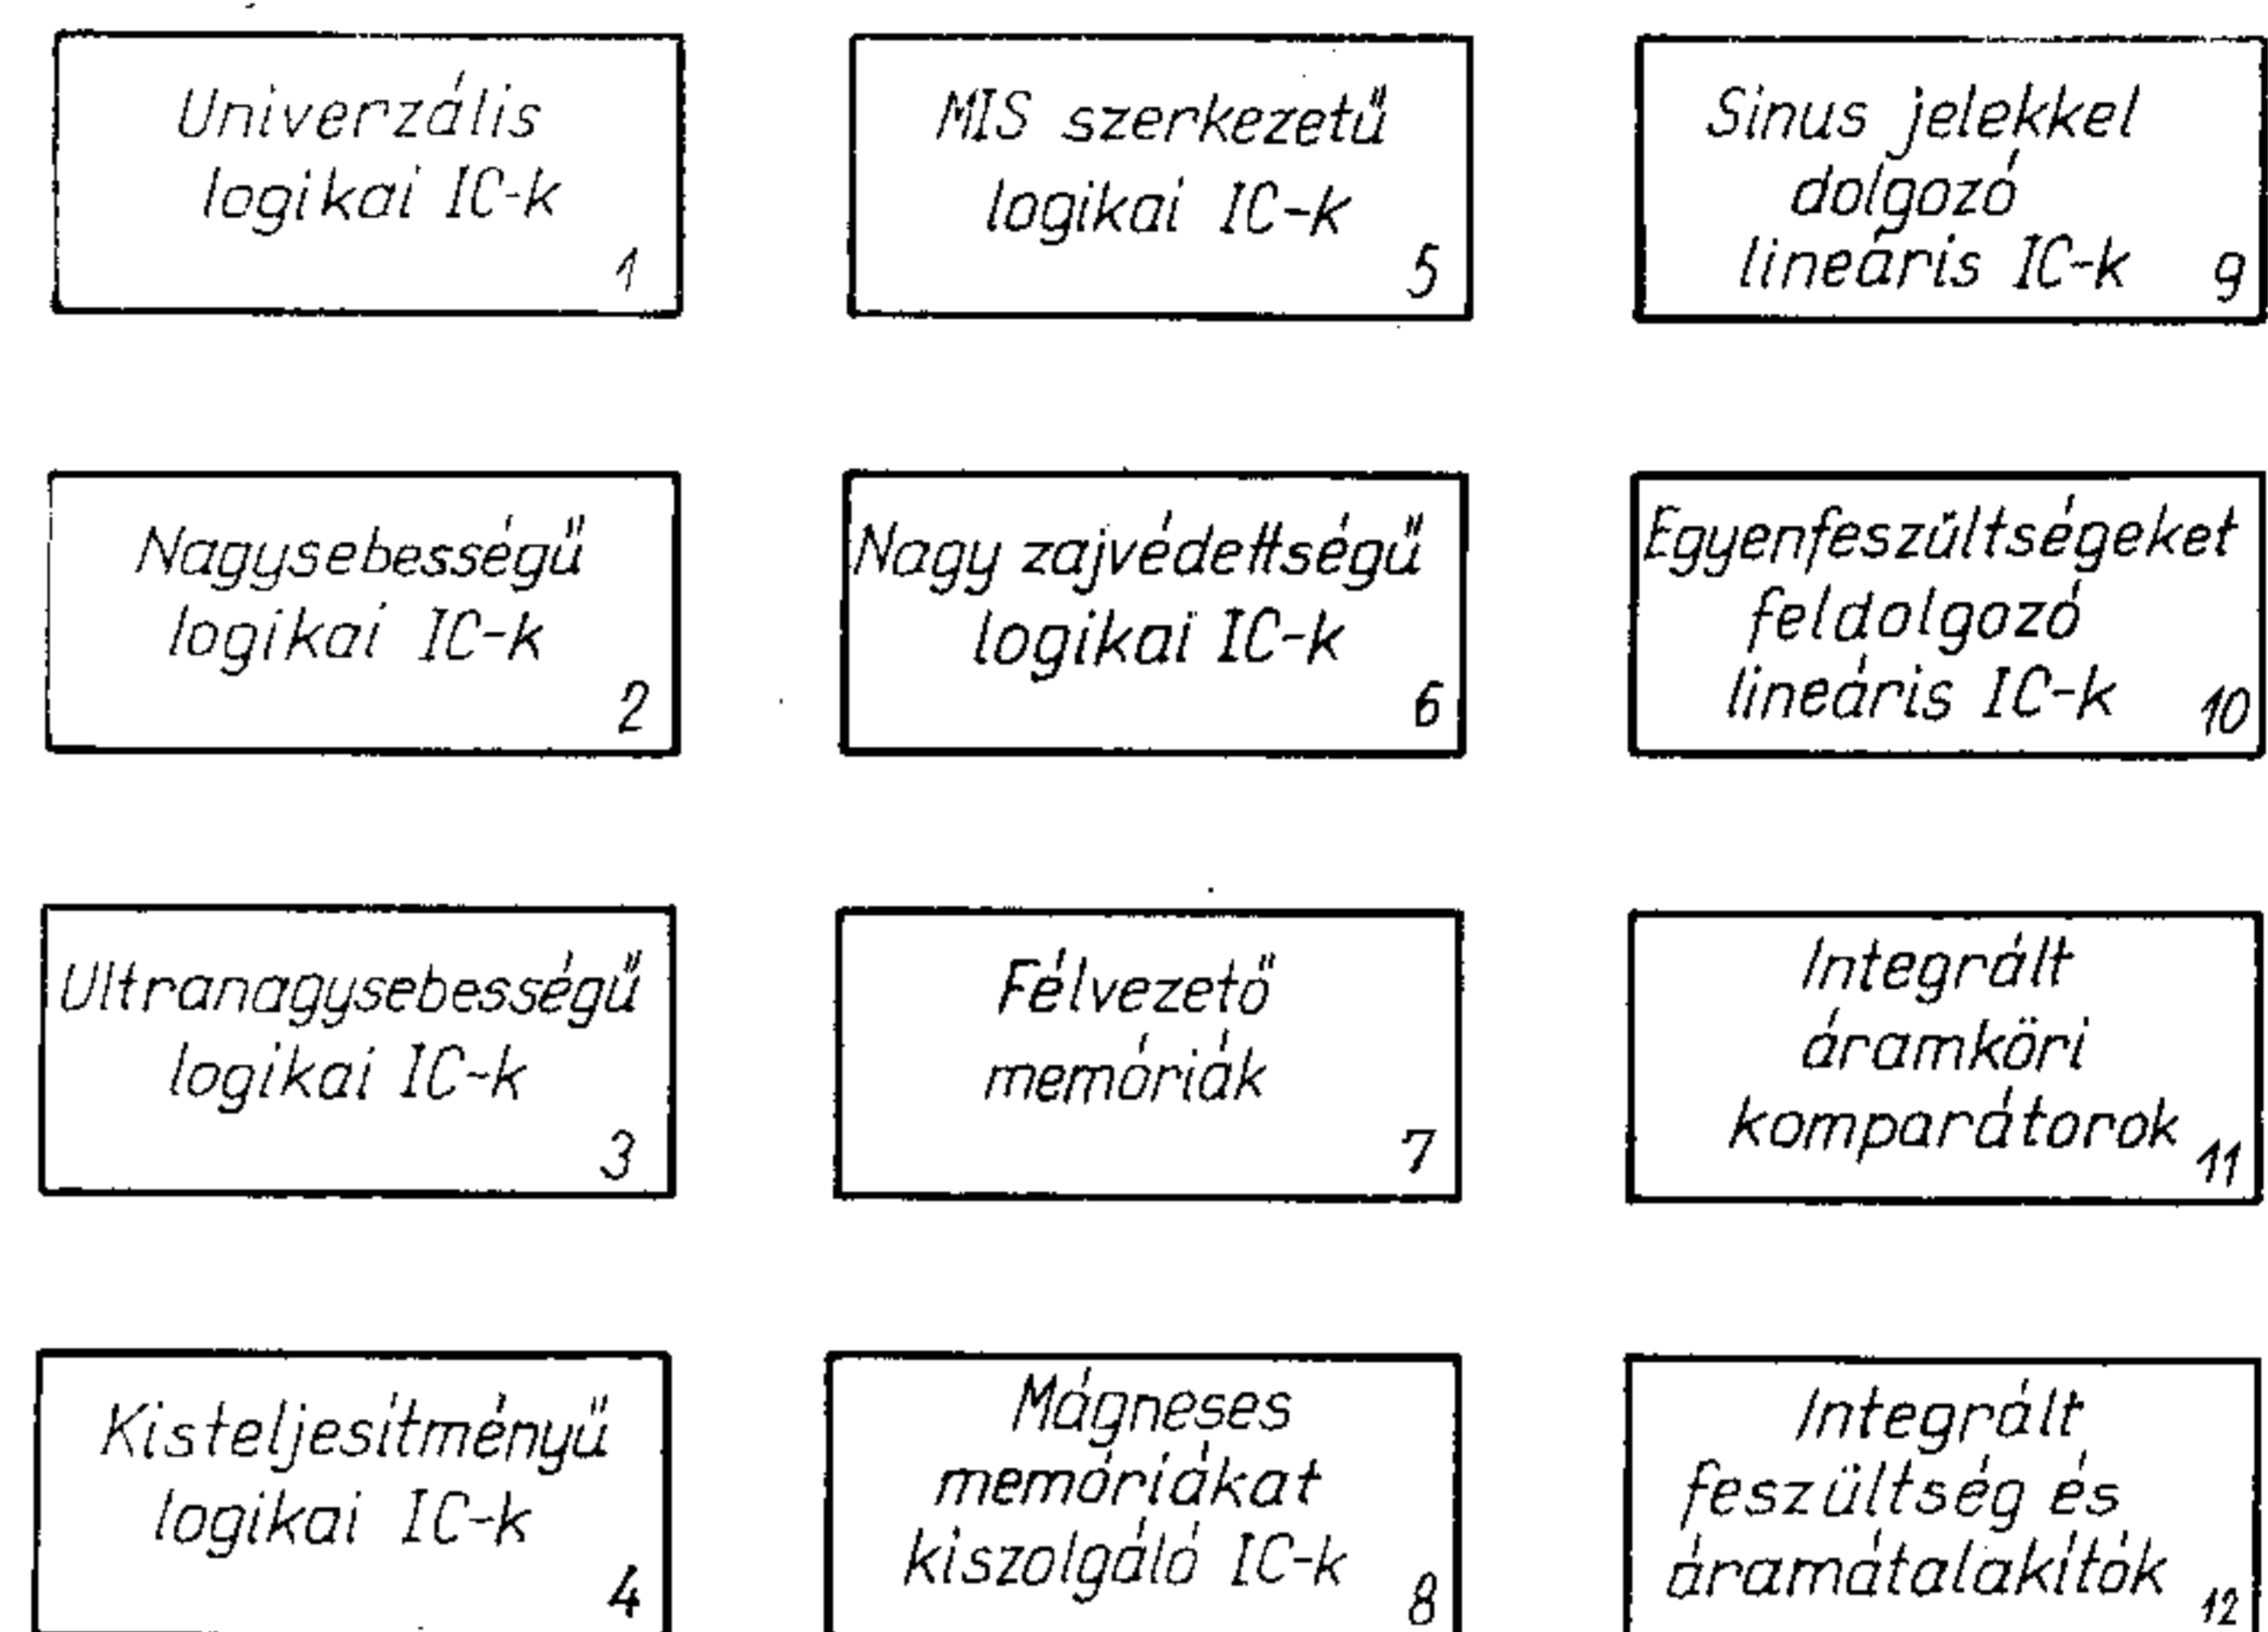 Univerzális
logikai IC-k
1
Nagysebességű
logikai IC-k
2
Ultranagysebességű
logikai IC-k
3
Kisteljesítményű
logikai IC-k
4
MIS szerkezetű
logikai IC-k
5
Nagy zajvédettségű
logikai IC-k
6
Félvezető
memóriák
7
Mágneses
memóriákat
kiszolgáló IC-k
8
Sinus jelekkel
dolgozó
lineáris IC-k
9
Egyenfeszültségeket
feldolgozó
lineáris IC-k
10
Integrált
áramköri
komparátorok
11
Integrált
feszültség és
áramátalakítók
12